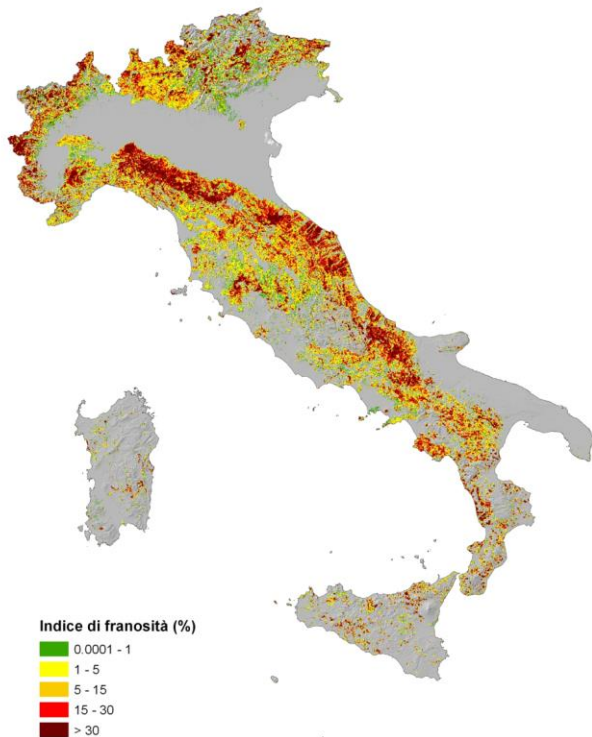 Indice di franosità (%)
0.0001 - 1
1 - 5
5 - 15
15 - 30
> 30